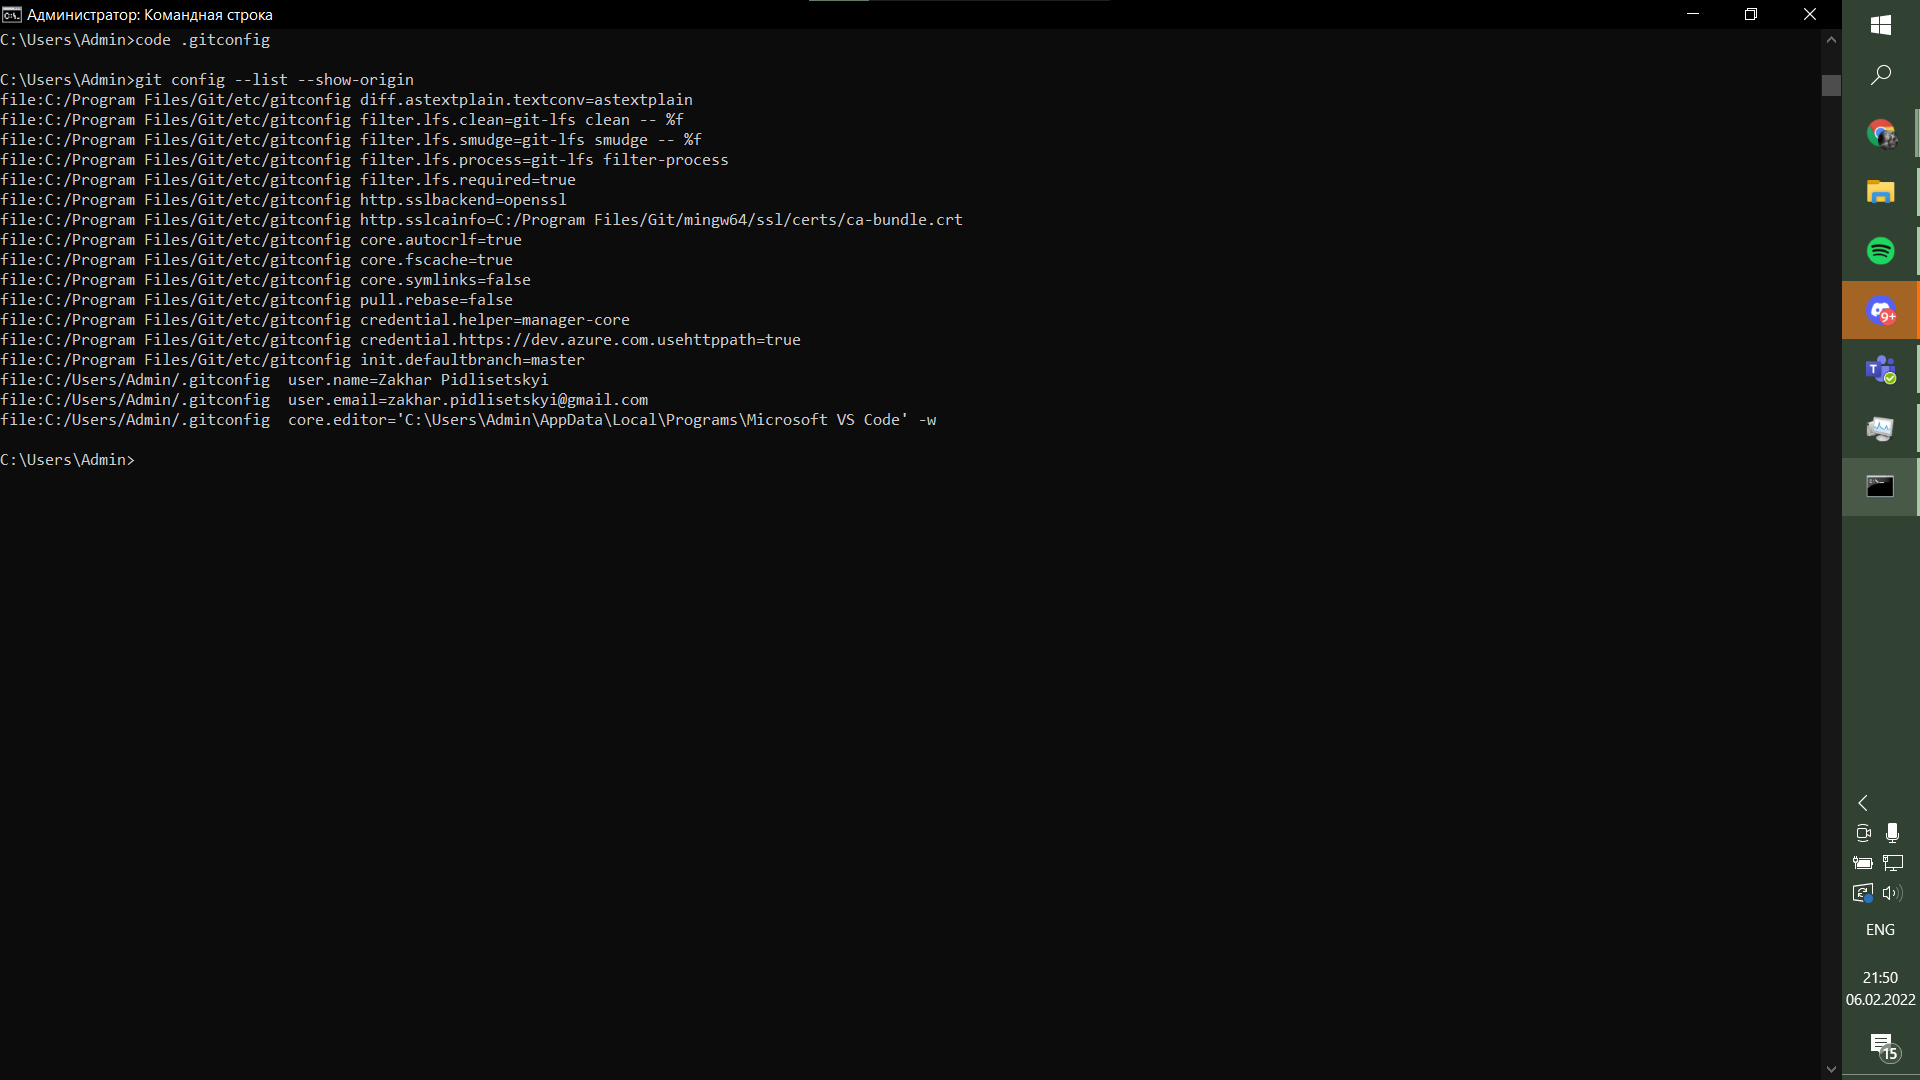 Администратор: Командная строка
C:\Users\Admin>code .gitconfig
C:\Users\Admin>git config --list --show-origin
file:C:/Program Files/Git/etc/gitconfig diff.astextplain.textconv=astextplain
file:C:/Program Files/Git/etc/gitconfig filter.lfs.clean=git-lfs clean -- %f
file:C:/Program Files/Git/etc/gitconfig filter.lfs.smudge=git-lfs smudge -- %f
file:C:/Program Files/Git/etc/gitconfig filter.lfs.process=git-lfs filter-process
file:C:/Program Files/Git/etc/gitconfig filter.lfs.required=true
file:C:/Program Files/Git/etc/gitconfig http.sslbackend=openssl
file:C:/Program Files/Git/etc/gitconfig http.sslcainfo=C:/Program Files/Git/mingw64/ssl/certs/ca-bundle.crt
file:C:/Program Files/Git/etc/gitconfig core.autocrlf=true
file:C:/Program Files/Git/etc/gitconfig core.fscache=true
file:C:/Program Files/Git/etc/gitconfig core.symlinks=false
file:C:/Program Files/Git/etc/gitconfig pull.rebase=false
file:C:/Program Files/Git/etc/gitconfig credential.helper=manager-core
file:C:/Program Files/Git/etc/gitconfig credential.https://dev.azure.com.usehttppath=true
file:C:/Program Files/Git/etc/gitconfig init.defaultbranch=master
file:C:/Users/Admin/.gitconfig  user.name=Zakhar Pidlisetskyi
file:C:/Users/Admin/.gitconfig  user.email=zakhar.pidlisetskyi@gmail.com
file:C:/Users/Admin/.gitconfig  core.editor='C:\Users\Admin\AppData\Local\Programs\Microsoft VS Code' -w
C:\Users\Admin>
9+
T
ENG
21:50
06.02.2022
15